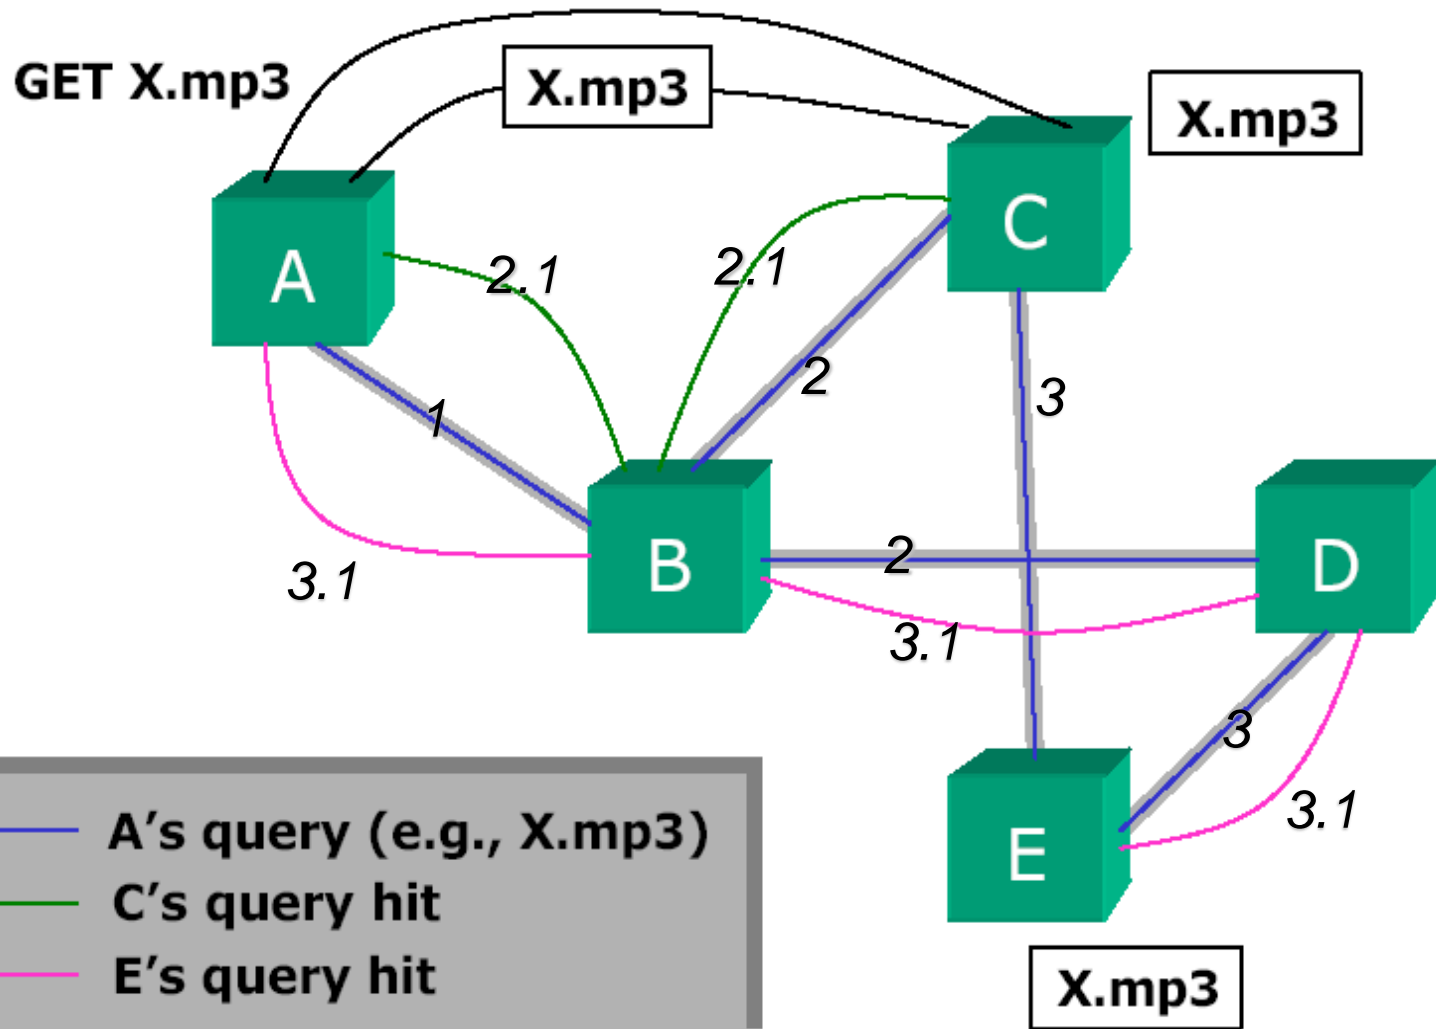 GET X.mp3
X.mp3
X.mp3
C
A
2.1
2.1
2
3
1
B
2
D
3.1
3.1
3
3.1
E
A’s query (e.g., X.mp3)
C’s query hit
E’s query hit
X.mp3